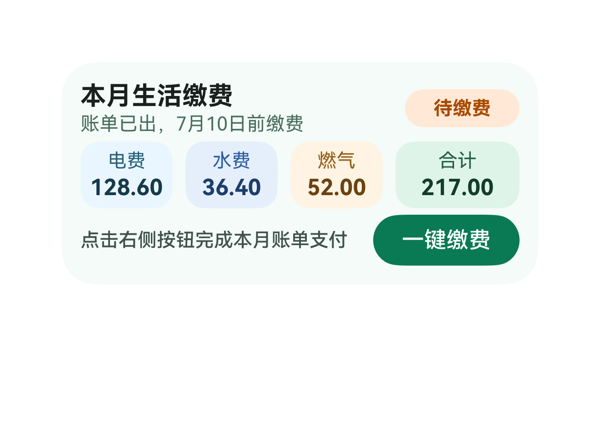 本月生活缴费
待缴费
账单已出，7月10日前缴费
电费
128.60
水费
36.40
燃气
52.00
合计
217.00
点击右侧按钮完成本月账单支付
一键缴费